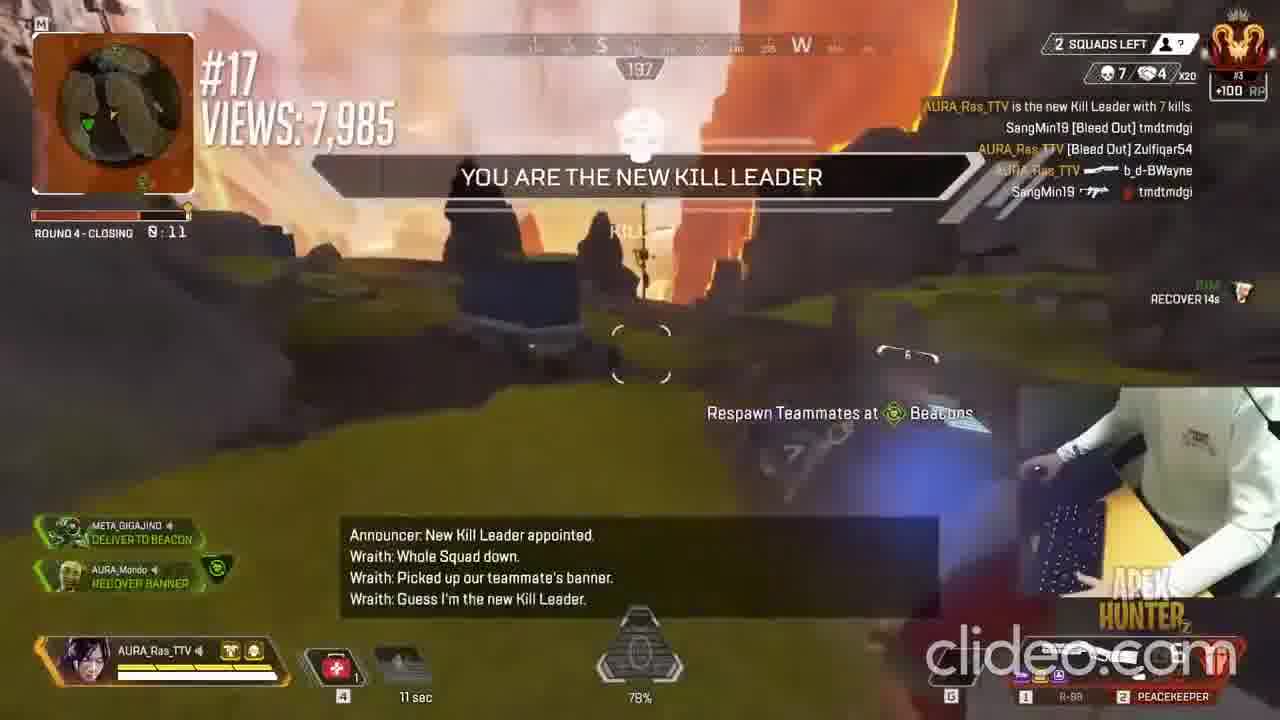 M
#17
VIEWS: 7,985
S
W
197
2 SQUADS LEFT
?
7 / 4 X20
#3
+100 RP
AURA_Ras_TTV is the new Kill Leader with 7 kills.
SangMin19 [Bleed Out] tmdtmdgi
AURA_Ras_TTV [Bleed Out] Zulfiqar54
AURA_Ras_TTV b_d-BWayne
SangMin19 tmdtmdgi
YOU ARE THE NEW KILL LEADER
ROUND 4 - CLOSING 0:11
RECOVER 14s
6
Respawn Teammates at Beacons
META_GIGAJINO
DELIVER TO BEACON
AURA_Mondo
RECOVER BANNER
Announcer: New Kill Leader appointed.
Wraith: Whole Squad down.
Wraith: Picked up our teammate's banner.
Wraith: Guess I'm the new Kill Leader.
APEX
HUNTERZ
clideo.com
AURA_Ras_TTV
1
4
11 sec
78%
G
1 R-99
2 PEACEKEEPER